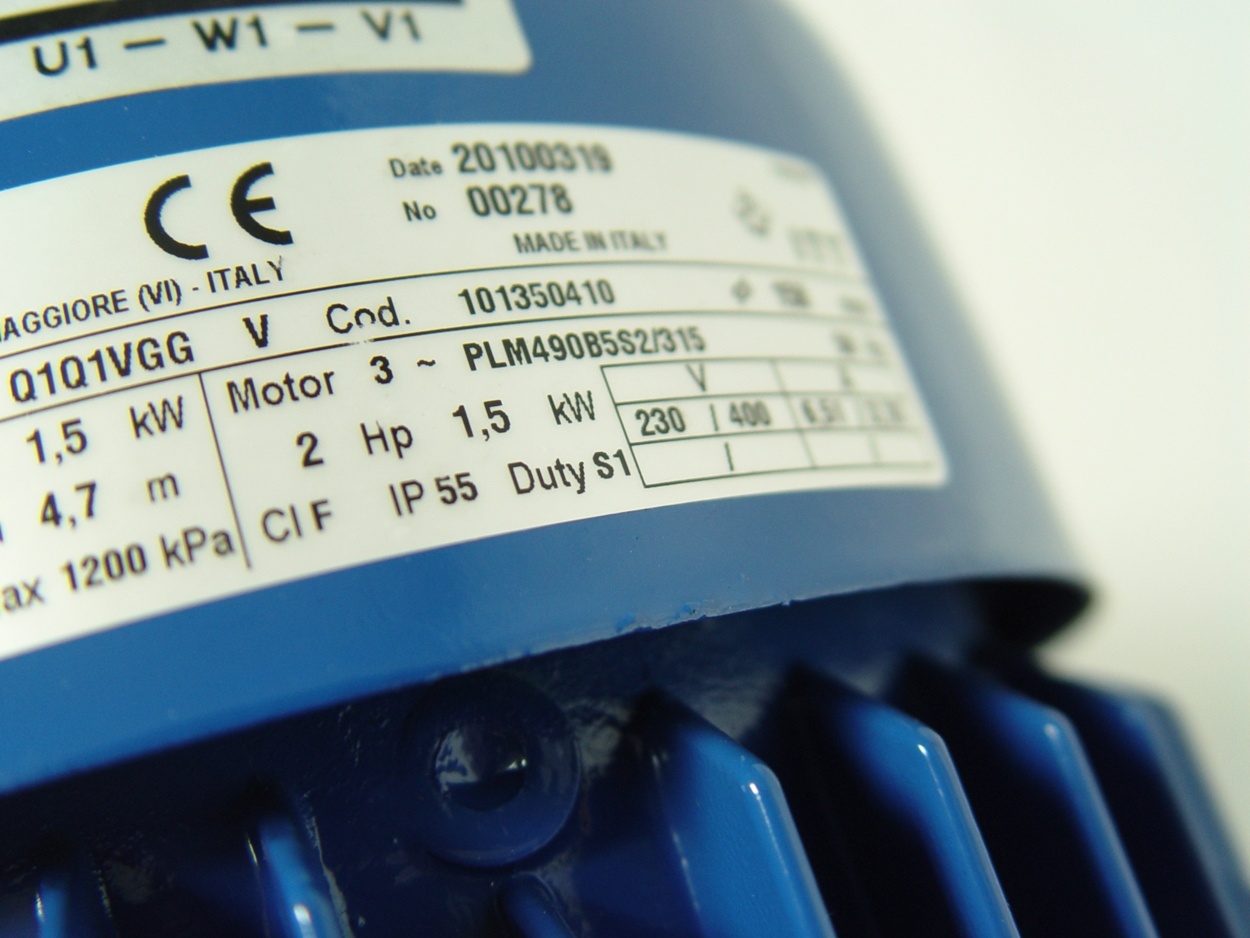 U1 — W1 — V1
CE
Date 20100319
No 00278
MADE IN ITALY
AGGIORE (VI) - ITALY
Q1Q1VGG V Cod. 101350410
Motor 3 ~ PLM490B5S2/315
1,5 kW
2 Hp 1,5 kW
V
230 / 400
4,7 m
Cl F IP 55 Duty S1
/
ax 1200 kPa